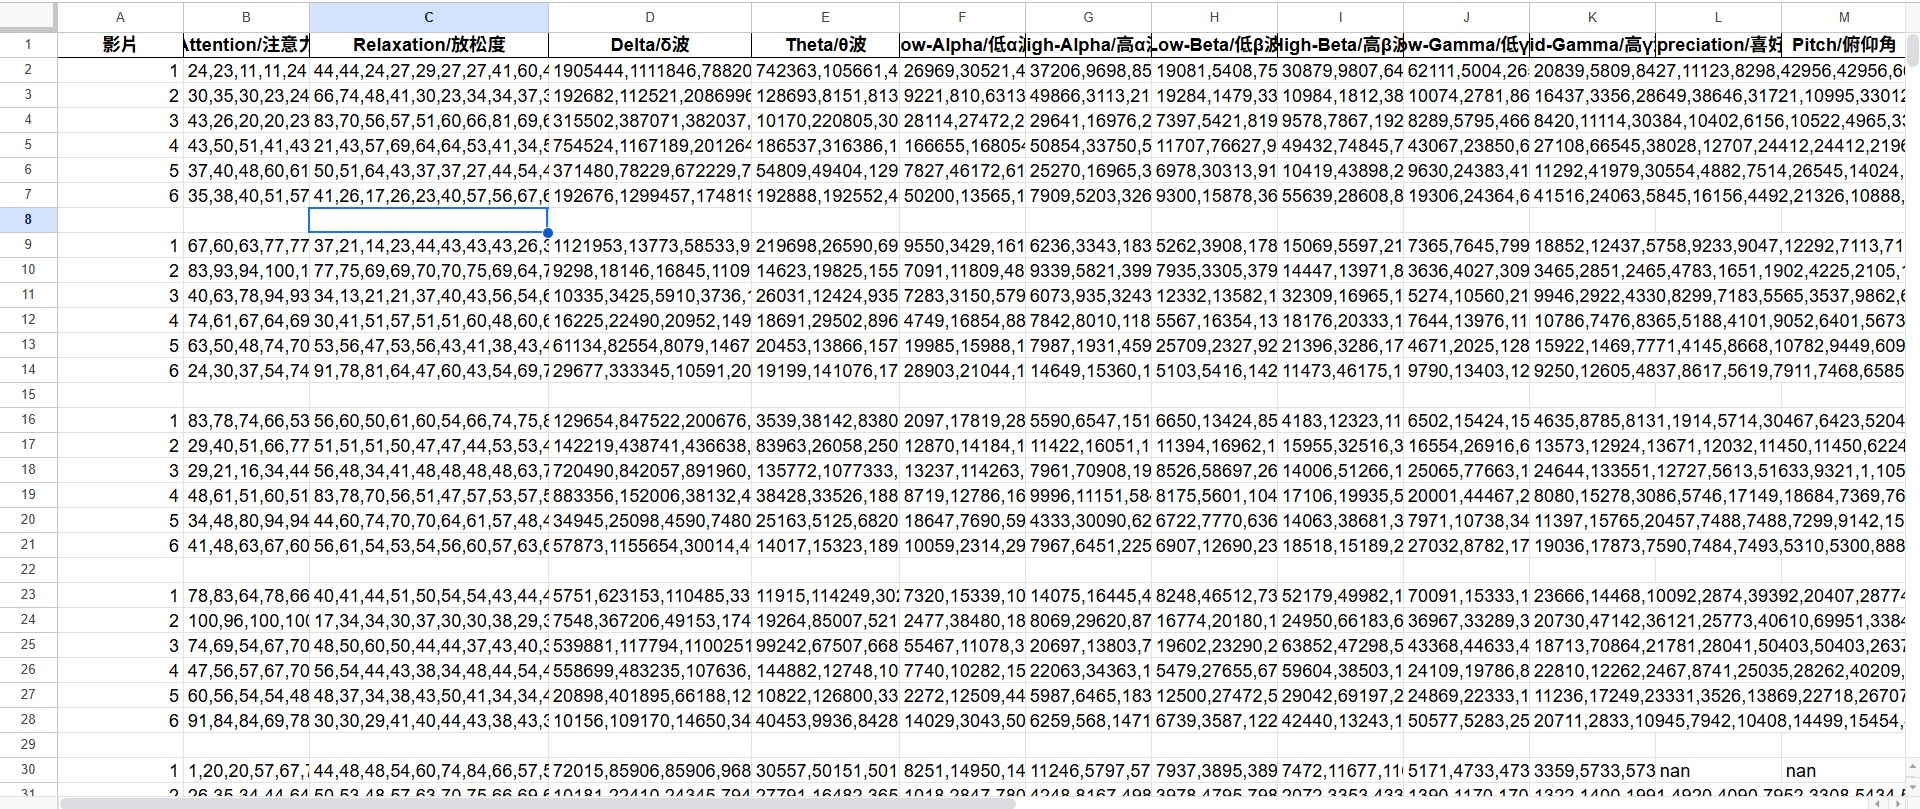 A B C D E F G H I J K L M
1 影片 Attention/注意力 Relaxation/放松度 Delta/δ波 Theta/θ波 ow-Alpha/低α波 igh-Alpha/高α波 Low-Beta/低β波 High-Beta/高β波 ow-Gamma/低γ id-Gamma/高γ preciation/喜好 Pitch/俯仰角
2 1 24,23,11,11,24 44,44,24,27,29,27,27,41,60,4 1905444,1111846,78820 742363,105661,4 26969,30521,4 37206,9698,85 19081,5408,75 30879,9807,64 62111,5004,26 20839,5809,8427,11123,8298,42956,42956,6
3 2 30,35,30,23,24 66,74,48,41,30,23,34,34,37,3 192682,112521,2086996 128693,8151,813 9221,810,6313 49866,3113,21 19284,1479,33 10984,1812,38 10074,2781,86 16437,3356,28649,38646,31721,10995,33012
4 3 43,26,20,20,23 83,70,56,57,51,60,66,81,69,6 315502,387071,382037, 10170,220805,30 28114,27472,2 29641,16976,2 7397,5421,819 9578,7867,192 8289,5795,466 8420,11114,30384,10402,6156,10522,4965,33
5 4 43,50,51,41,43 21,43,57,69,64,64,53,41,34,5 754524,1167189,201264 186537,316386,1 166655,168054 50854,33750,5 11707,76627,9 49432,74845,7 43067,23850,6 27108,66545,38028,12707,24412,24412,2196
6 5 37,40,48,60,61 50,51,64,43,37,37,27,44,54,4 371480,78229,672229,7 54809,49404,129 7827,46172,61 25270,16965,3 6978,30313,91 10419,43898,2 9630,24383,41 11292,41979,30554,4882,7514,26545,14024,
7 6 35,38,40,51,57 41,26,17,26,23,40,57,56,67,6 192676,1299457,174819 192888,192552,4 50200,13565,1 7909,5203,326 9300,15878,36 55639,28608,8 19306,24364,6 41516,24063,5845,16156,4492,21326,10888,
8
9 1 67,60,63,77,77 37,21,14,23,44,43,43,43,26,3 1121953,13773,58533,9 219698,26590,69 9550,3429,161 6236,3343,183 5262,3908,178 15069,5597,21 7365,7645,799 18852,12437,5758,9233,9047,12292,7113,71
10 2 83,93,94,100,1 77,75,69,69,70,70,75,69,64,7 9298,18146,16845,1109 14623,19825,155 7091,11809,48 9339,5821,399 7935,3305,379 14447,13971,8 3636,4027,309 3465,2851,2465,4783,1651,1902,4225,2105,
11 3 40,63,78,94,93 34,13,21,21,37,40,43,56,54,6 10335,3425,5910,3736, 26031,12424,935 7283,3150,579 6073,935,3243 12332,13582,1 32309,16965,1 5274,10560,21 9946,2922,4330,8299,7183,5565,3537,9862,6
12 4 74,61,67,64,69 30,41,51,57,51,51,60,48,60,6 16225,22490,20952,149 18691,29502,896 4749,16854,88 7842,8010,118 5567,16354,13 18176,20333,1 7644,13976,11 10786,7476,8365,5188,4101,9052,6401,5673
13 5 63,50,48,74,70 53,56,47,53,56,43,41,38,43,4 61134,82554,8079,1467 20453,13866,157 19985,15988,1 7987,1931,459 25709,2327,92 21396,3286,17 4671,2025,128 15922,1469,7771,4145,8668,10782,9449,609
14 6 24,30,37,54,74 91,78,81,64,47,60,43,54,69,7 29677,333345,10591,20 19199,141076,17 28903,21044,1 14649,15360,1 5103,5416,142 11473,46175,1 9790,13403,12 9250,12605,4837,8617,5619,7911,7468,6585
15
16 1 83,78,74,66,53 56,60,50,61,60,54,66,74,75,8 129654,847522,200676, 3539,38142,8380 2097,17819,28 5590,6547,151 6650,13424,85 4183,12323,11 6502,15424,15 4635,8785,8131,1914,5714,30467,6423,5204
17 2 29,40,51,66,77 51,51,51,50,47,47,44,53,53,4 142219,438741,436638, 83963,26058,250 12870,14184,1 11422,16051,1 11394,16962,1 15955,32516,3 16554,26916,6 13573,12924,13671,12032,11450,11450,6224
18 3 29,21,16,34,44 56,48,34,41,48,48,48,48,63,7 720490,842057,891960, 135772,1077333, 13237,114263, 7961,70908,19 8526,58697,26 14006,51266,1 25065,77663,1 24644,133551,12727,5613,51633,9321,1,105
19 4 48,61,51,60,51 83,78,70,56,51,47,57,53,57,5 883356,152006,38132,4 38428,33526,188 8719,12786,16 9996,11151,584 8175,5601,104 17106,19935,5 20001,44467,2 8080,15278,3086,5746,17149,18684,7369,76
20 5 34,48,80,94,94 44,60,74,70,70,64,61,57,48,4 34945,25098,4590,7480 25163,5125,6820 18647,7690,59 4333,30090,62 6722,7770,636 14063,38681,3 7971,10738,34 11397,15765,20457,7488,7488,7299,9142,15
21 6 41,48,63,67,60 56,61,54,53,54,56,60,57,63,6 57873,1155654,30014,4 14017,15323,189 10059,2314,29 7967,6451,225 6907,12690,23 18518,15189,2 27032,8782,17 19036,17873,7590,7484,7493,5310,5300,888
22
23 1 78,83,64,78,66 40,41,44,51,50,54,54,43,44,4 5751,623153,110485,33 11915,114249,302 7320,15339,10 14075,16445,4 8248,46512,73 52179,49982,1 70091,15333,1 23666,14468,10092,2874,39392,20407,28774
24 2 100,96,100,100 17,34,34,30,37,30,30,38,29,3 7548,367206,49153,174 19264,85007,521 2477,38480,18 8069,29620,87 16774,20180,1 24950,66183,6 36967,33289,3 20730,47142,36121,25773,40610,69951,3384
25 3 74,69,54,67,70 48,50,60,50,44,44,37,43,40,3 539881,117794,1100251 99242,67507,668 55467,11078,3 20697,13803,7 19602,23290,2 63852,47298,5 43368,44633,4 18713,70864,21781,28041,50403,50403,2637
26 4 47,56,57,67,70 56,54,44,43,38,34,48,44,54,4 558699,483235,107636, 144882,12748,10 7740,10282,15 22063,34363,1 5479,27655,67 59604,38503,1 24109,19786,8 22810,12262,2467,8741,25035,28262,40209,
27 5 60,56,54,54,48 48,37,34,38,43,50,41,34,34,4 20898,401895,66188,12 10822,126800,33 2272,12509,44 5987,6465,183 12500,27472,5 29042,69197,2 24869,22333,1 11236,17249,23331,3526,13869,22718,26707
28 6 91,84,84,69,78 30,30,29,41,40,44,43,38,43,3 10156,109170,14650,34 40453,9936,8428 14029,3043,50 6259,568,1471 6739,3587,122 42440,13243,1 50577,5283,25 20711,2833,10945,7942,10408,14499,15454,
29
30 1 1,20,20,57,67,7 44,48,48,54,60,74,84,66,57,5 72015,85906,85906,968 30557,50151,501 8251,14950,14 11246,5797,57 7937,3895,389 7472,11677,11 5171,4733,473 3359,5733,573 nan nan